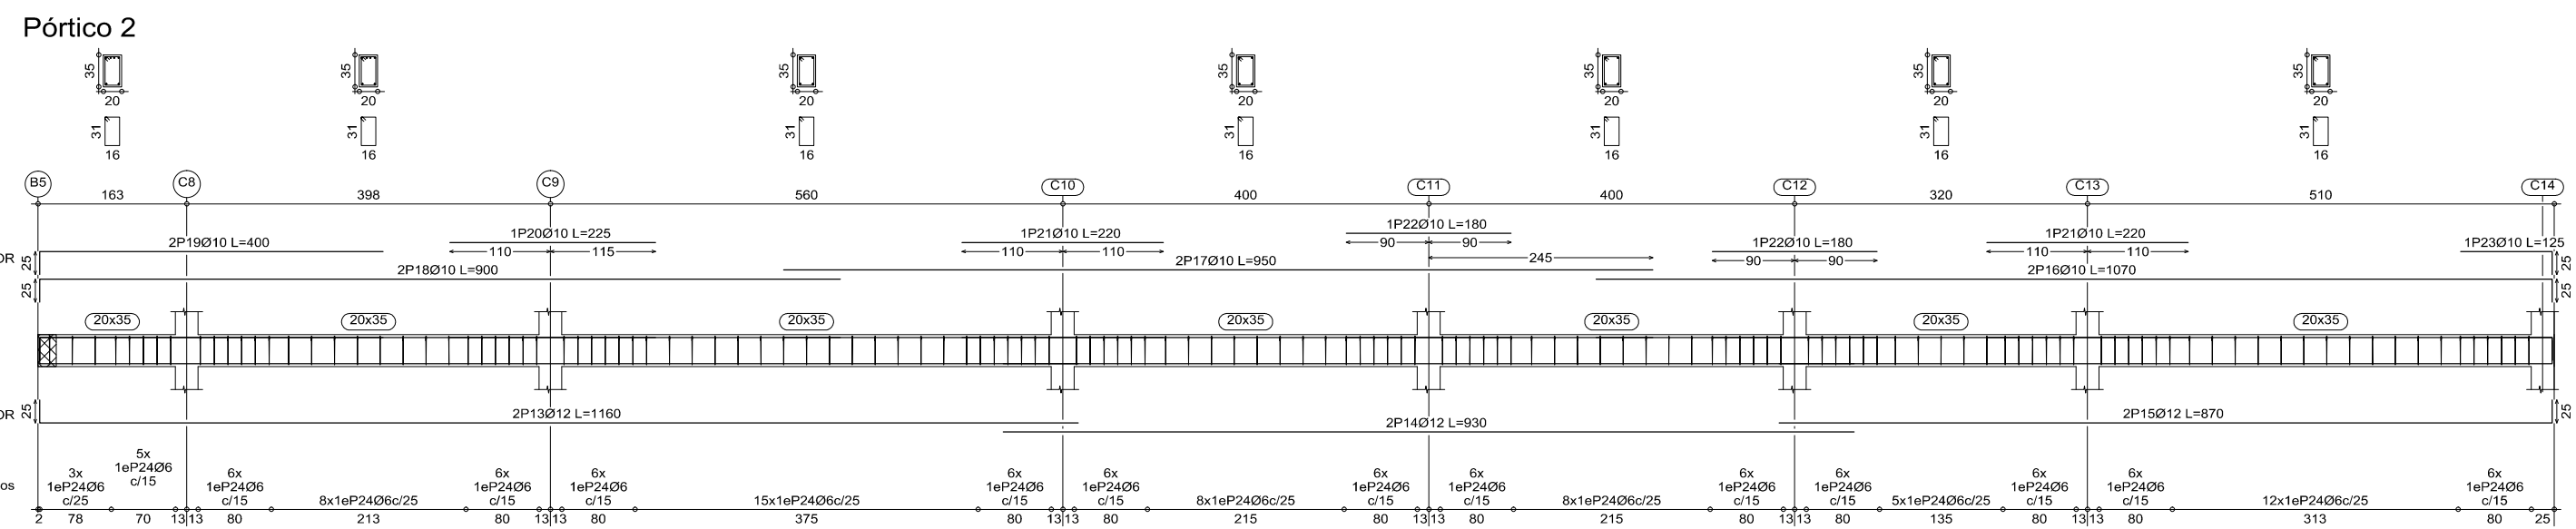 Pórtico 2
35 35 35 35 35 35 35
20 20 20 20 20 20 20
31 31 31 31 31 31 31
16 16 16 16 16 16 16
B5 C8 C9 C10 C11 C12 C13 C14
163 398 560 400 400 320 510
1P22Ø10 L=180
1P20Ø10 L=225 1P21Ø10 L=220 1P21Ø10 L=220
2P19Ø10 L=400 90 90 1P22Ø10 L=180 1P23Ø10 L=125
110 115 110 110 110 110
OR 25 2P17Ø10 L=950 245 90 90 25
2P18Ø10 L=900 2P16Ø10 L=1070
25 25
20x35 20x35 20x35 20x35 20x35 20x35 20x35
OR 25 2P13Ø12 L=1160 2P15Ø12 L=870 25
2P14Ø12 L=930
5x
3x 1eP24Ø6 6x 6x 6x 6x 6x 6x 6x 6x 6x 6x 6x 6x
os 1eP24Ø6 c/15 1eP24Ø6 1eP24Ø6 1eP24Ø6 1eP24Ø6 1eP24Ø6 1eP24Ø6 1eP24Ø6 1eP24Ø6 1eP24Ø6 1eP24Ø6 1eP24Ø6 1eP24Ø6
c/25 c/15 8x1eP24Ø6c/25 c/15 c/15 15x1eP24Ø6c/25 c/15 c/15 8x1eP24Ø6c/25 c/15 c/15 8x1eP24Ø6c/25 c/15 c/15 5x1eP24Ø6c/25 c/15 c/15 12x1eP24Ø6c/25 c/15
2 78 70 13 13 80 213 80 13 13 80 375 80 13 13 80 215 80 13 13 80 215 80 13 13 80 135 80 13 13 80 313 80 25